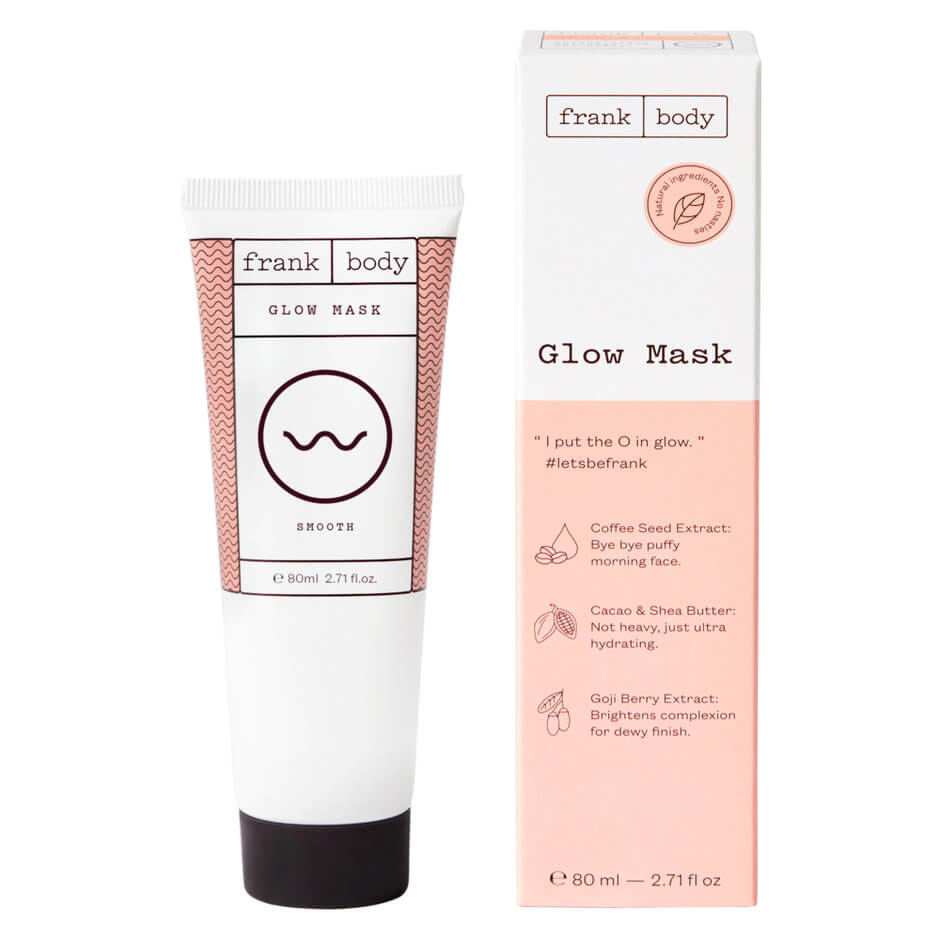 frank body
GLOW MASK
SMOOTH
℮ 80ml 2.71 fl.oz.
frank body
Natural ingredients No nasties
Glow Mask
“ I put the O in glow. ”
#letsbefrank
Coffee Seed Extract:
Bye bye puffy
morning face.
Cacao & Shea Butter:
Not heavy, just ultra
hydrating.
Goji Berry Extract:
Brightens complexion
for dewy finish.
℮ 80 ml — 2.71 fl oz